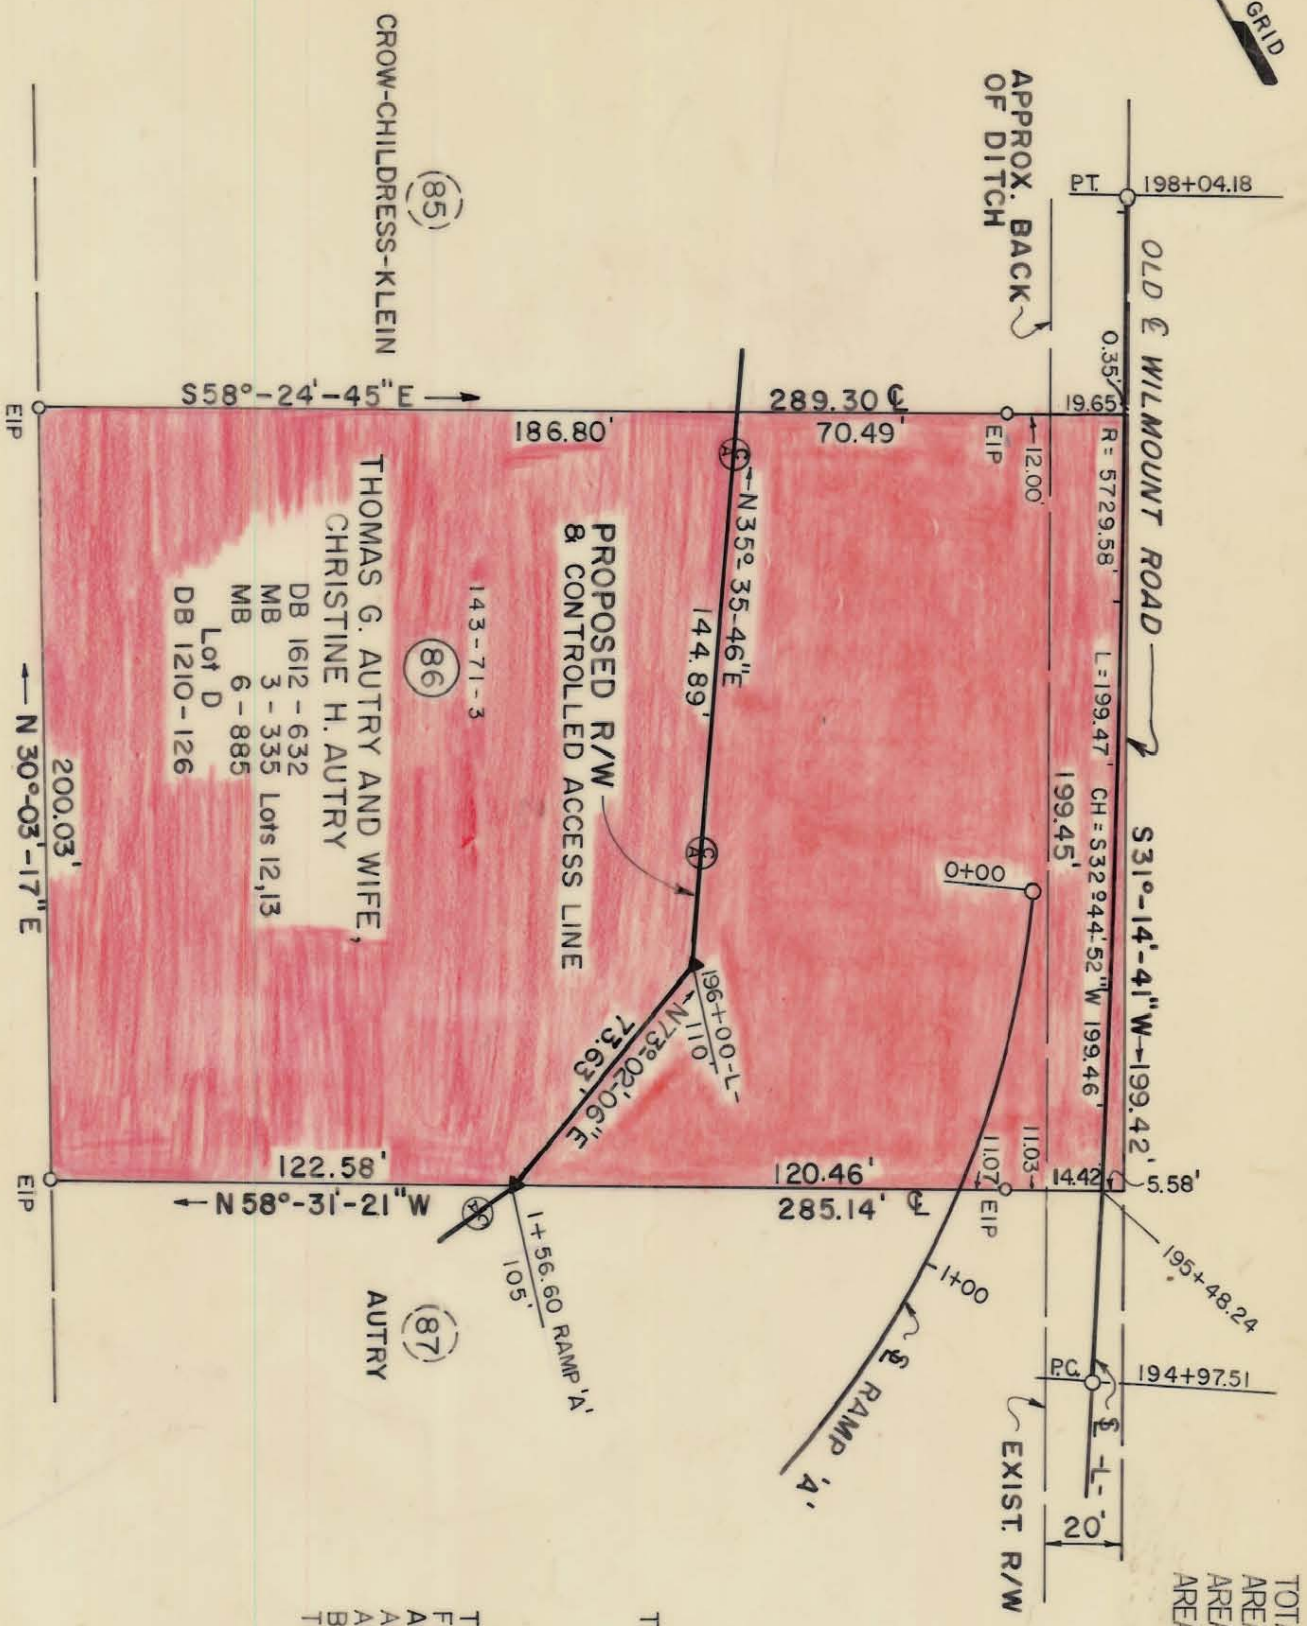 GRID
CROW-CHILDRESS-KLEIN
(85)
APPROX. BACK
OF DITCH
P.T.
198+04.18
OLD ℄ WILMOUNT ROAD
S31°-14'-41"W 199.42'
0.35'
19.65'
R = 5729.58'
L=199.47'
CH = S32°44'-52"W 199.46'
199.45'
12.00'
EIP
S58°-24'-45"E
289.30 ℄
186.80'
70.49'
EIP
C/A
N35°-35'-46"E
144.89'
C/A
PROPOSED R/W
& CONTROLLED ACCESS LINE
143-71-3
(86)
THOMAS G. AUTRY AND WIFE,
CHRISTINE H. AUTRY
DB 1612-632
MB 3-335 Lots 12,13
MB 6-885
Lot D
DB 1210-126
200.03'
N 30°-03'-17"E
0+00
196+00-L-
110'
N73°-02'-06"E
73.63'
122.58'
120.46'
11.07'
11.03
14.42
5.58'
N58°-31'-21"W
285.14' ℄
EIP
EIP
C/A
1+56.60 RAMP 'A'
105'
(87)
AUTRY
1+00
RAMP 'A'
195+48.24
P.C.
194+97.51
-L-
EXIST. R/W
20'
TOTA
AREA
AREA
AREA
T
T
F
A
A
A
B
T